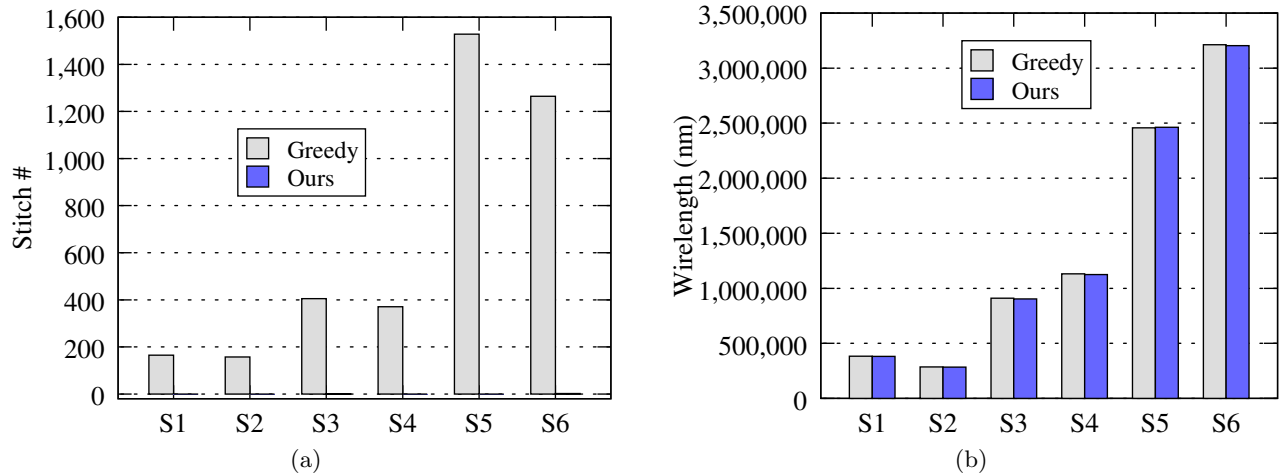 1,600
1,400
1,200
1,000
800
600
400
200
0
Stitch #
Greedy
Ours
S1 S2 S3 S4 S5 S6
(a)
3,500,000
3,000,000
2,500,000
2,000,000
1,500,000
1,000,000
500,000
0
Wirelength (nm)
Greedy
Ours
S1 S2 S3 S4 S5 S6
(b)